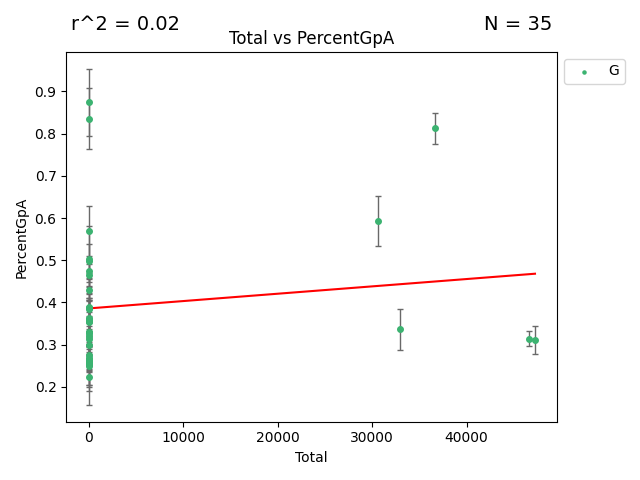 r^2 = 0.02
N = 35
Total vs PercentGpA
G
PercentGpA
0.9
0.8
0.7
0.6
0.5
0.4
0.3
0.2
0 10000 20000 30000 40000
Total